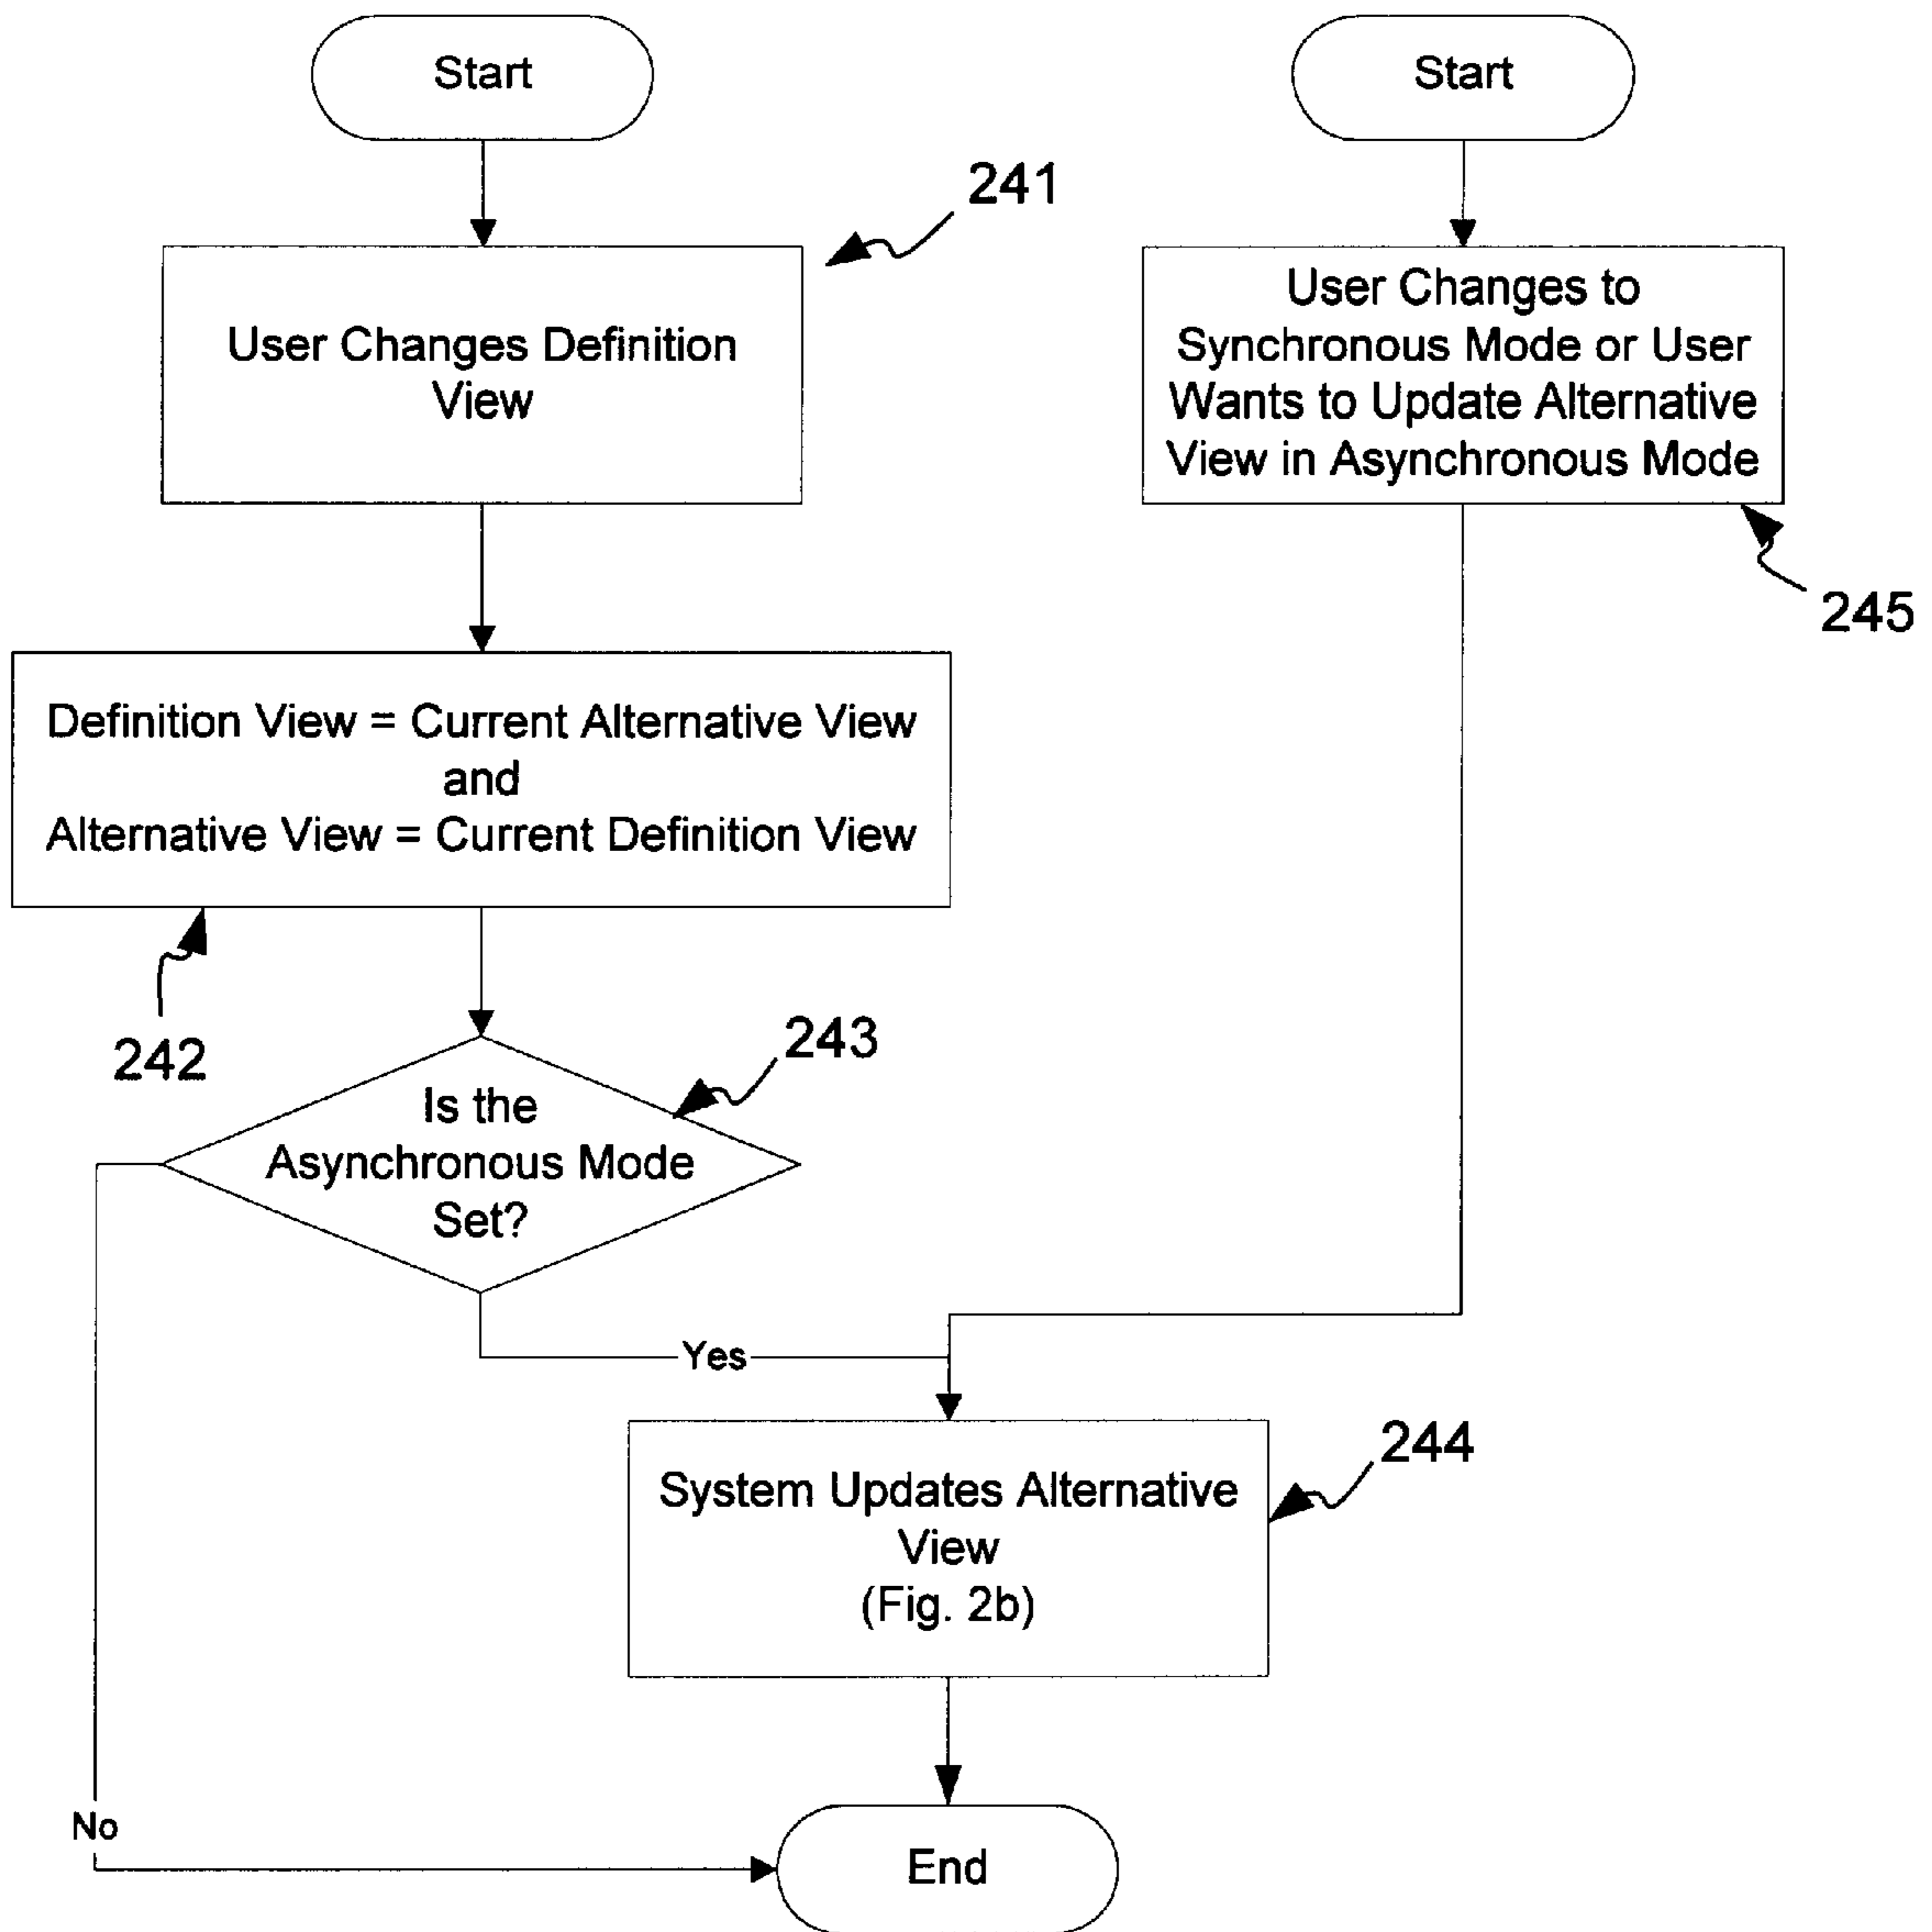 Start
241
User Changes Definition
View
Definition View = Current Alternative View
and
Alternative View = Current Definition View
242
243
Is the
Asynchronous Mode
Set?
Yes
No
Start
User Changes to
Synchronous Mode or User
Wants to Update Alternative
View in Asynchronous Mode
245
System Updates Alternative
View
(Fig. 2b)
244
End